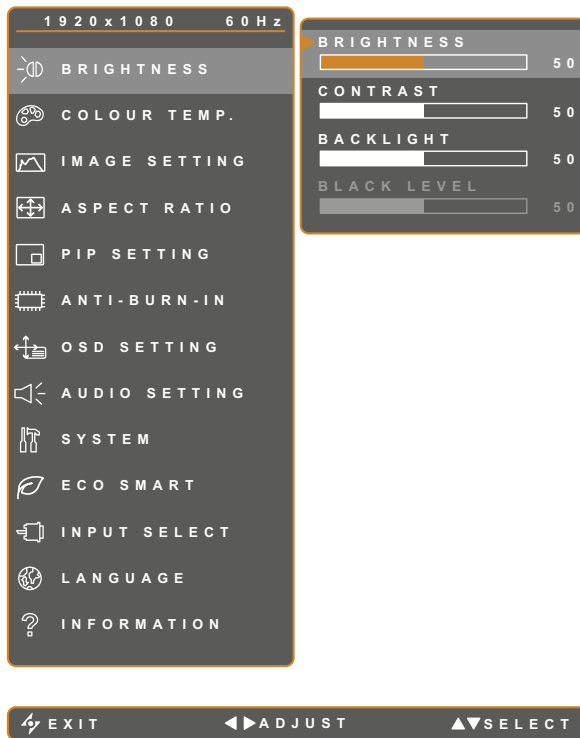 1920x1080 60Hz
BRIGHTNESS
COLOUR TEMP.
IMAGE SETTING
ASPECT RATIO
PIP SETTING
ANTI-BURN-IN
OSD SETTING
AUDIO SETTING
SYSTEM
ECO SMART
INPUT SELECT
LANGUAGE
INFORMATION
BRIGHTNESS
50
CONTRAST
50
BACKLIGHT
50
BLACK LEVEL
50
EXIT ◀▶ADJUST ▲▼SELECT